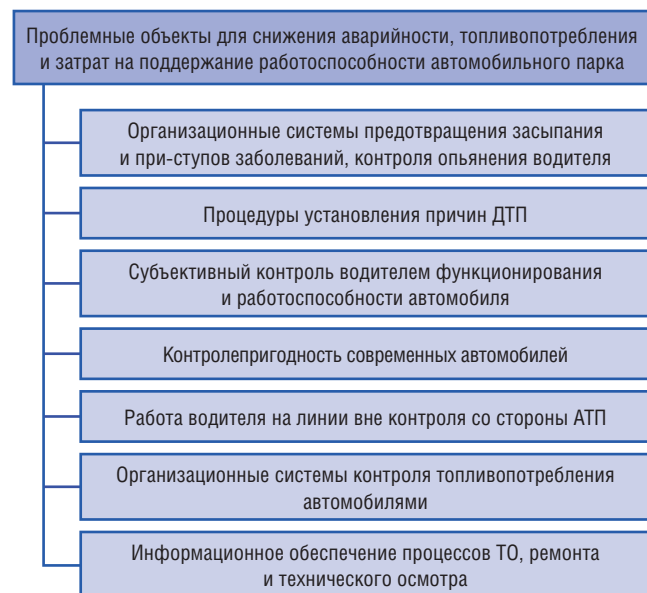 Проблемные объекты для снижения аварийности, топливопотребления
и затрат на поддержание работоспособности автомобильного парка
Организационные системы предотвращения засыпания
и при-ступов заболеваний, контроля опьянения водителя
Процедуры установления причин ДТП
Субъективный контроль водителем функционирования
и работоспособности автомобиля
Контролепригодность современных автомобилей
Работа водителя на линии вне контроля со стороны АТП
Организационные системы контроля топливопотребления
автомобилями
Информационное обеспечение процессов ТО, ремонта
и технического осмотра